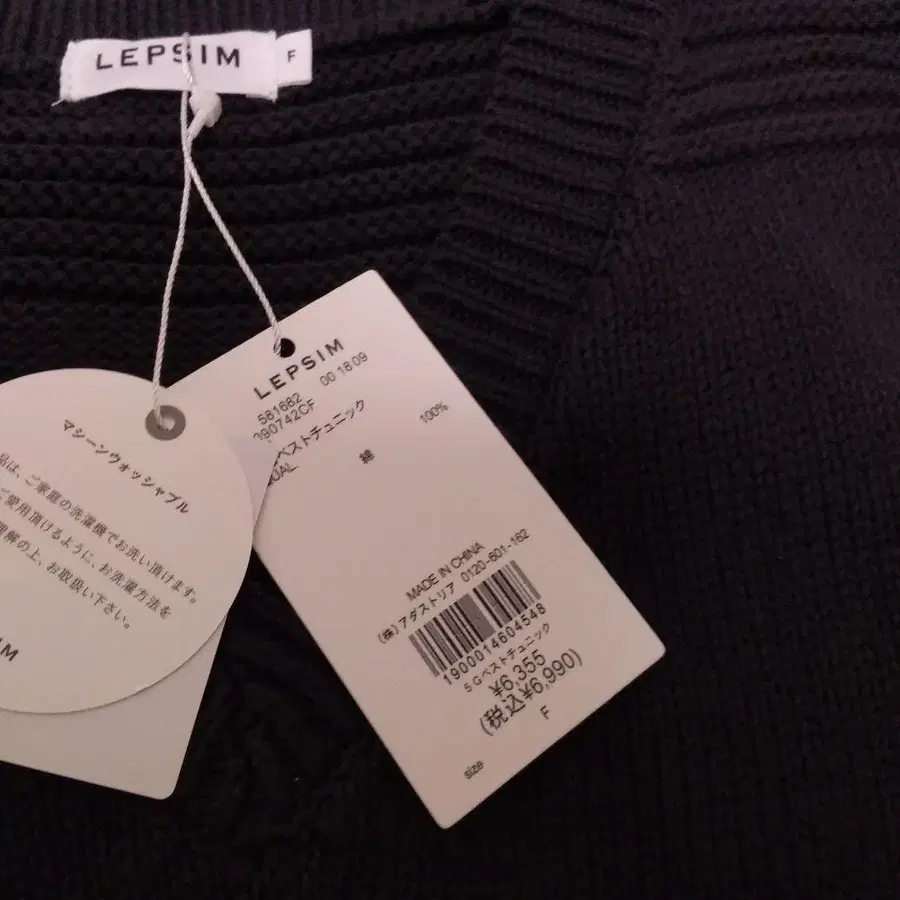 LEPSIM
F
LEPSIM
581682 00 18 09
090742CF
ベストチュニック
綿 100%
MADE IN CHINA
(株)アダストリア 0120-601-162
1900014604548
5Gベストチュニック
¥6,355
(税込¥6,990)
F
size
マシーンウォッシャブル
品は、ご家庭の洗濯機でお洗い頂けます。
ご愛用頂けるように、お洗濯方法を
理解の上、お取扱い下さい。